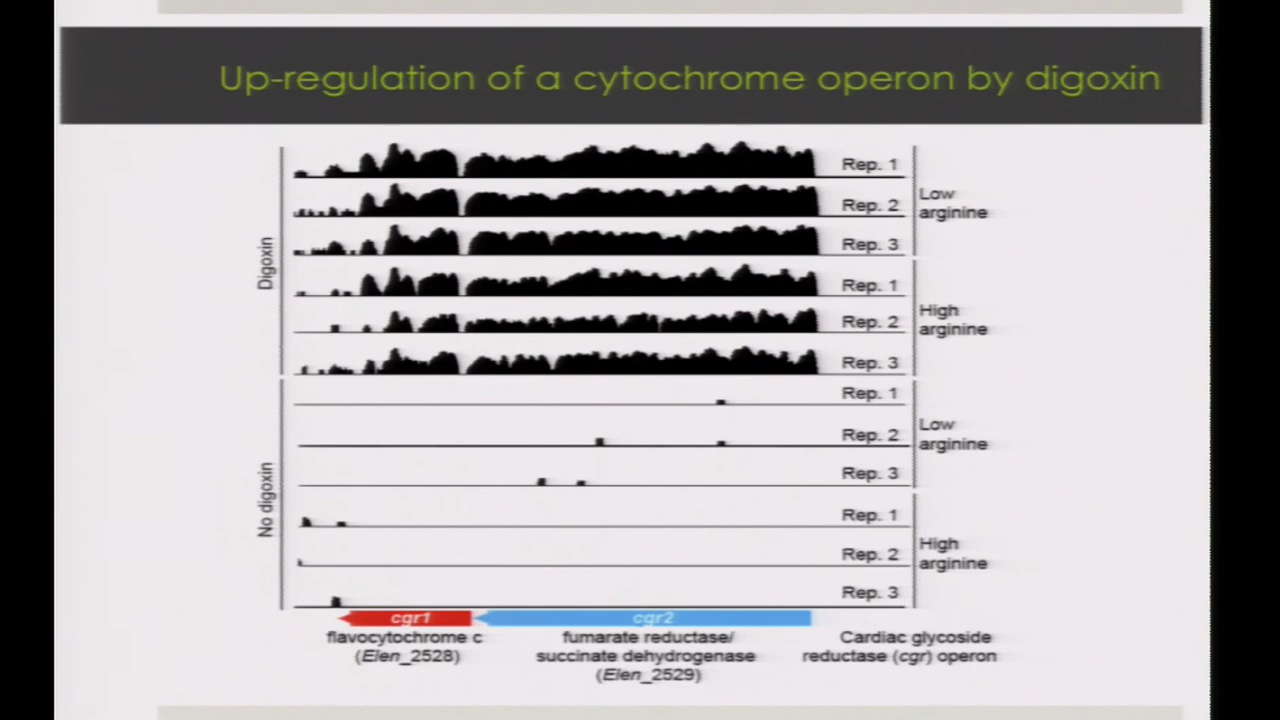 Up-regulation of a cytochrome operon by digoxin
Digoxin
Rep. 1
Rep. 2
Rep. 3
Low
arginine
Rep. 1
Rep. 2
Rep. 3
High
arginine
No digoxin
Rep. 1
Rep. 2
Rep. 3
Low
arginine
Rep. 1
Rep. 2
Rep. 3
High
arginine
cgr1
cgr2
flavocytochrome c
(Elen_2528)
fumarate reductase/
succinate dehydrogenase
(Elen_2529)
Cardiac glycoside
reductase (cgr) operon